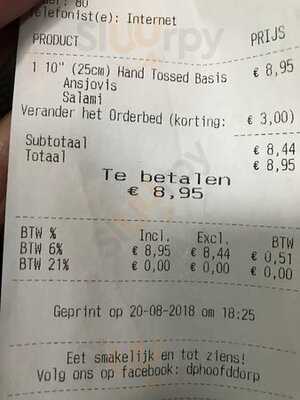 80
Telefonist(e): Internet
PRODUCT PRIJS
1 10" (25cm) Hand Tossed Basis € 8,95
Ansjovis
Salami
Verander het Orderbed (korting: € 3,00)
Subtotaal € 8,44
Totaal € 8,95
Te betalen
€ 8,95
BTW % Incl. Excl. BTW
BTW 6% € 8,95 € 8,44 € 0,51
BTW 21% € 0,00 € 0,00 € 0,00
Geprint op 20-08-2018 om 18:25
Eet smakelijk en tot ziens!
Volg ons op facebook: dphoofddorp